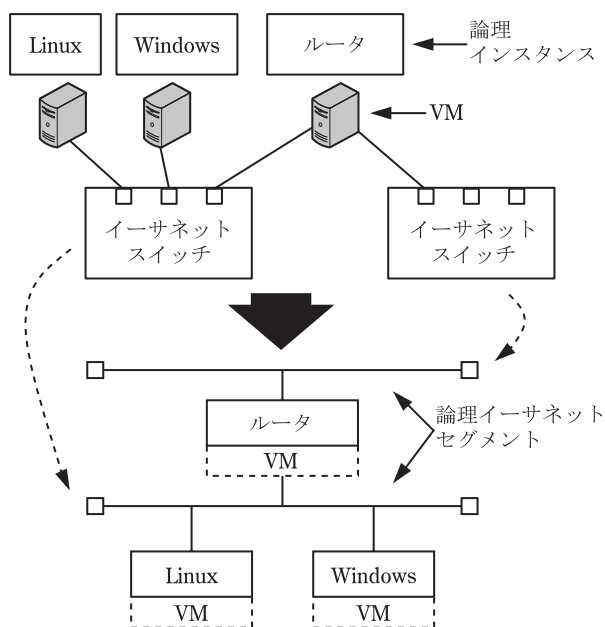 Linux
Windows
ルータ
論理
インスタンス
VM
イーサネット
スイッチ
イーサネット
スイッチ
ルータ
VM
論理イーサネット
セグメント
Linux
VM
Windows
VM